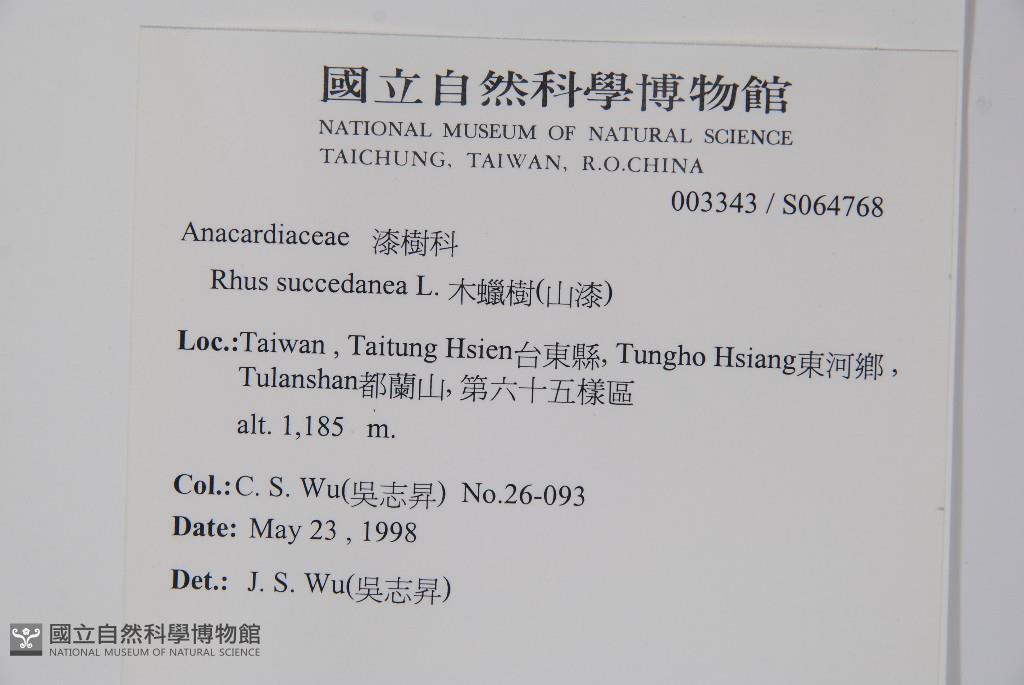 國立自然科學博物館
NATIONAL MUSEUM OF NATURAL SCIENCE
TAICHUNG, TAIWAN, R.O.CHINA
003343 / S064768
Anacardiaceae 漆樹科
Rhus succedanea L. 木蠟樹(山漆)
Loc.:Taiwan , Taitung Hsien台東縣, Tungho Hsiang東河鄉 ,
Tulanshan都蘭山, 第六十五樣區
alt. 1,185 m.
Col.:C. S. Wu(吳志昇) No.26-093
Date: May 23 , 1998
Det.: J. S. Wu(吳志昇)
國立自然科學博物館
NATIONAL MUSEUM OF NATURAL SCIENCE